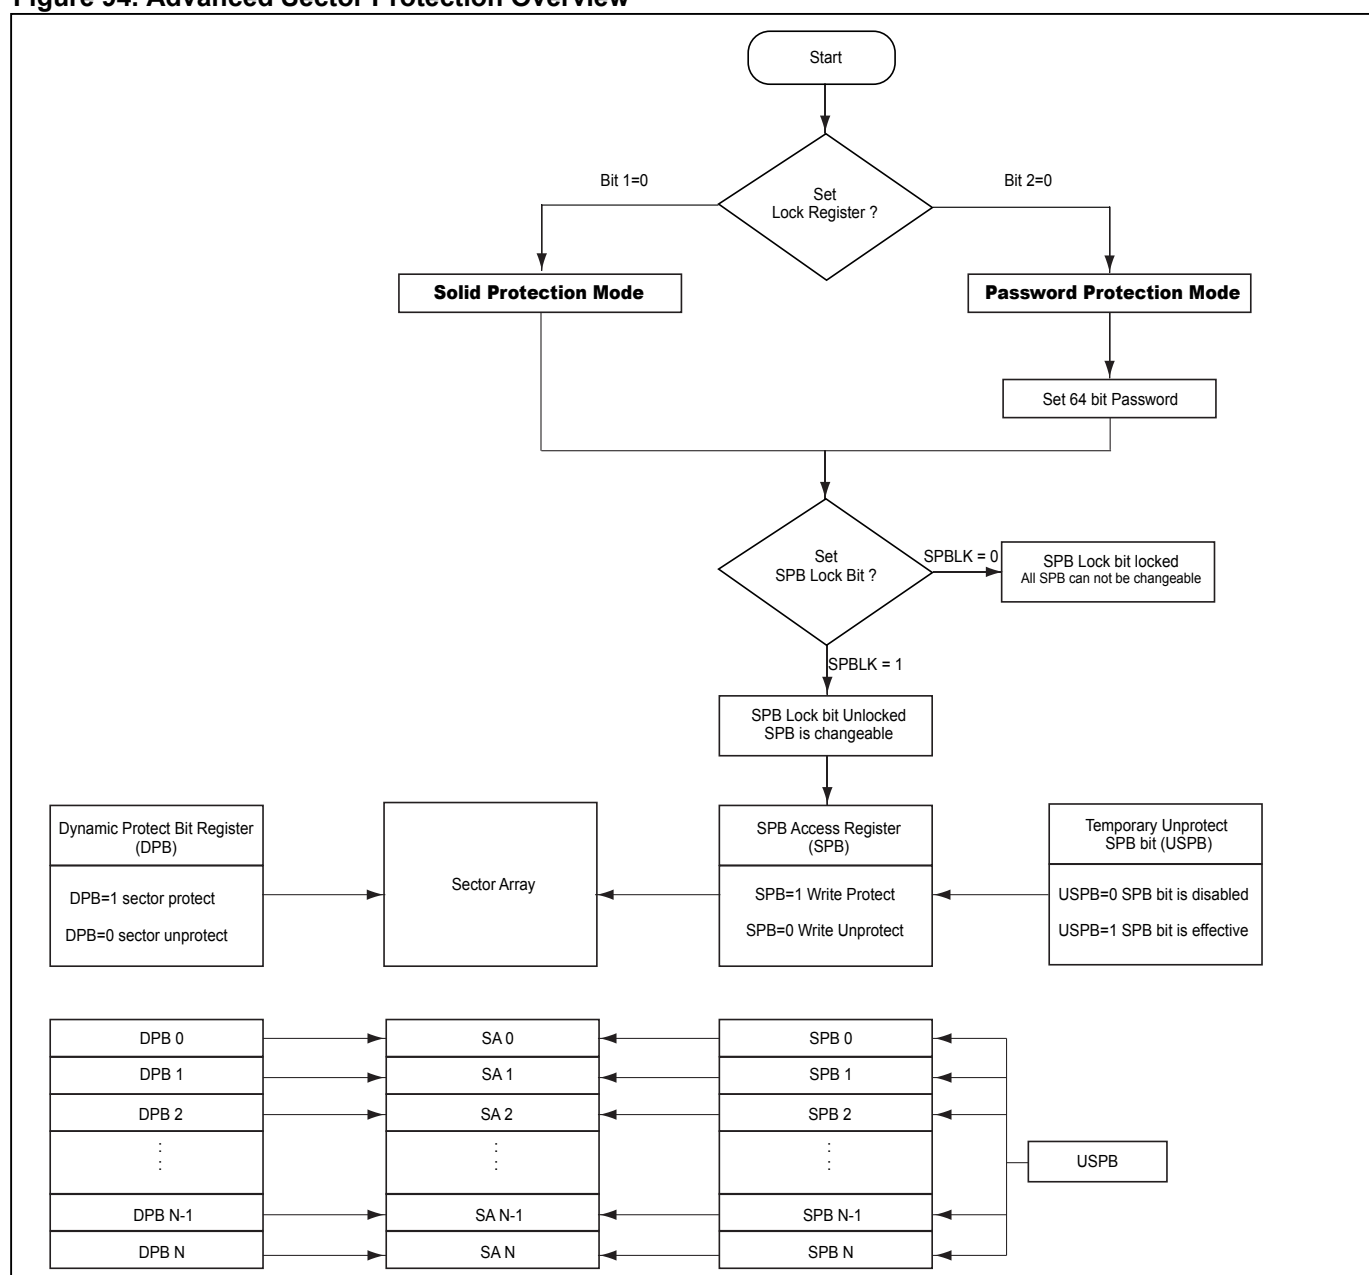 Figure 94. Advanced Sector Protection Overview
Start
Bit 1=0
Set
Lock Register ?
Bit 2=0
Solid Protection Mode
Password Protection Mode
Set 64 bit Password
Set
SPB Lock Bit ?
SPBLK = 0
SPB Lock bit locked
All SPB can not be changeable
SPBLK = 1
SPB Lock bit Unlocked
SPB is changeable
Dynamic Protect Bit Register
(DPB)
DPB=1 sector protect
DPB=0 sector unprotect
Sector Array
SPB Access Register
(SPB)
SPB=1 Write Protect
SPB=0 Write Unprotect
Temporary Unprotect
SPB bit (USPB)
USPB=0 SPB bit is disabled
USPB=1 SPB bit is effective
DPB 0
SA 0
SPB 0
DPB 1
SA 1
SPB 1
DPB 2
SA 2
SPB 2
USPB
DPB N-1
SA N-1
SPB N-1
DPB N
SA N
SPB N